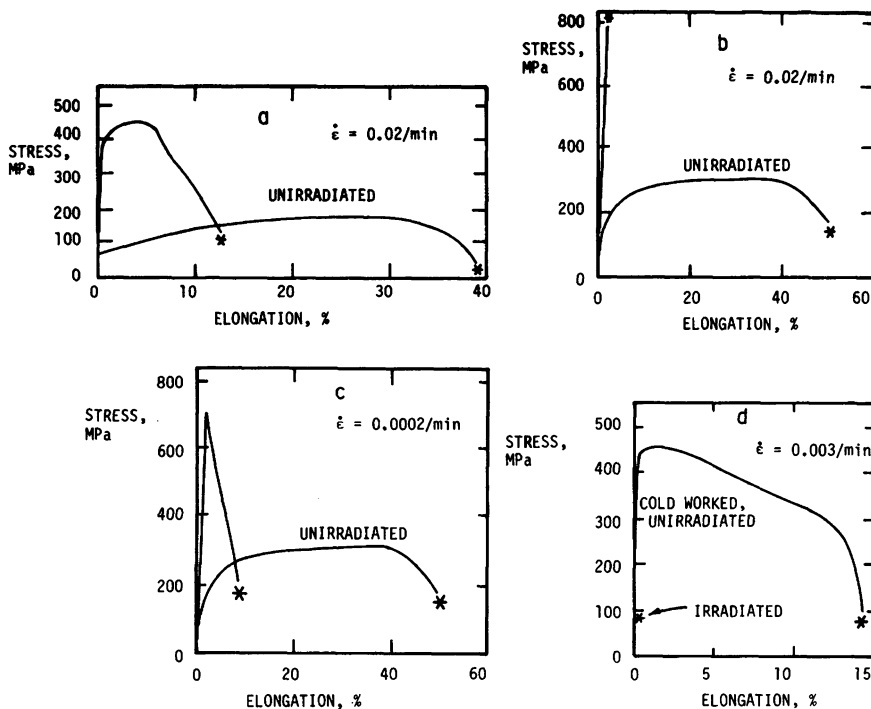 a
500
400
300
200
100
0
STRESS,
MPa
ε̇ = 0.02/min
UNIRRADIATED
*
*
0
10
20
30
40
ELONGATION, %
b
800
600
400
200
0
STRESS,
MPa
ε̇ = 0.02/min
UNIRRADIATED
*
*
0
20
40
60
ELONGATION, %
c
800
600
400
200
0
STRESS,
MPa
ε̇ = 0.0002/min
UNIRRADIATED
*
*
0
20
40
60
ELONGATION, %
d
500
400
300
200
100
0
STRESS,
MPa
ε̇ = 0.003/min
COLD WORKED,
UNIRRADIATED
* IRRADIATED
*
0
5
10
15
ELONGATION, %